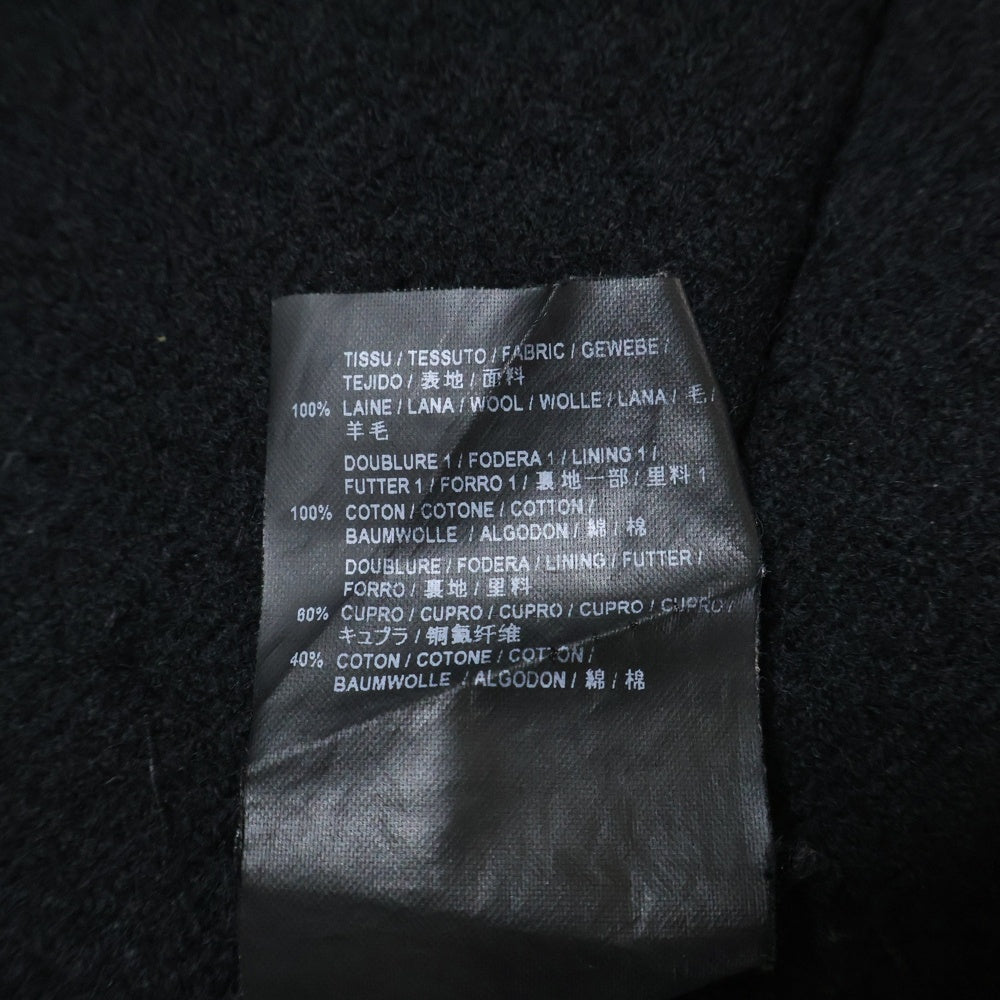 TISSU / TESSUTO / FABRIC / GEWEBE /
TEJIDO / 表地 / 面料
100% LAINE / LANA / WOOL / WOLLE / LANA / 毛 /
羊毛
DOUBLURE 1 / FODERA 1 / LINING 1 /
FUTTER 1 / FORRO 1 / 裏地一部 / 里料 1
100% COTON / COTONE / COTTON /
BAUMWOLLE / ALGODON / 綿 / 棉
DOUBLURE / FODERA / LINING / FUTTER /
FORRO / 裏地 / 里料
60% CUPRO / CUPRO / CUPRO / CUPRO / CUPRO /
キュプラ / 铜氨纤维
40% COTON / COTONE / COTTON /
BAUMWOLLE / ALGODON / 綿 / 棉